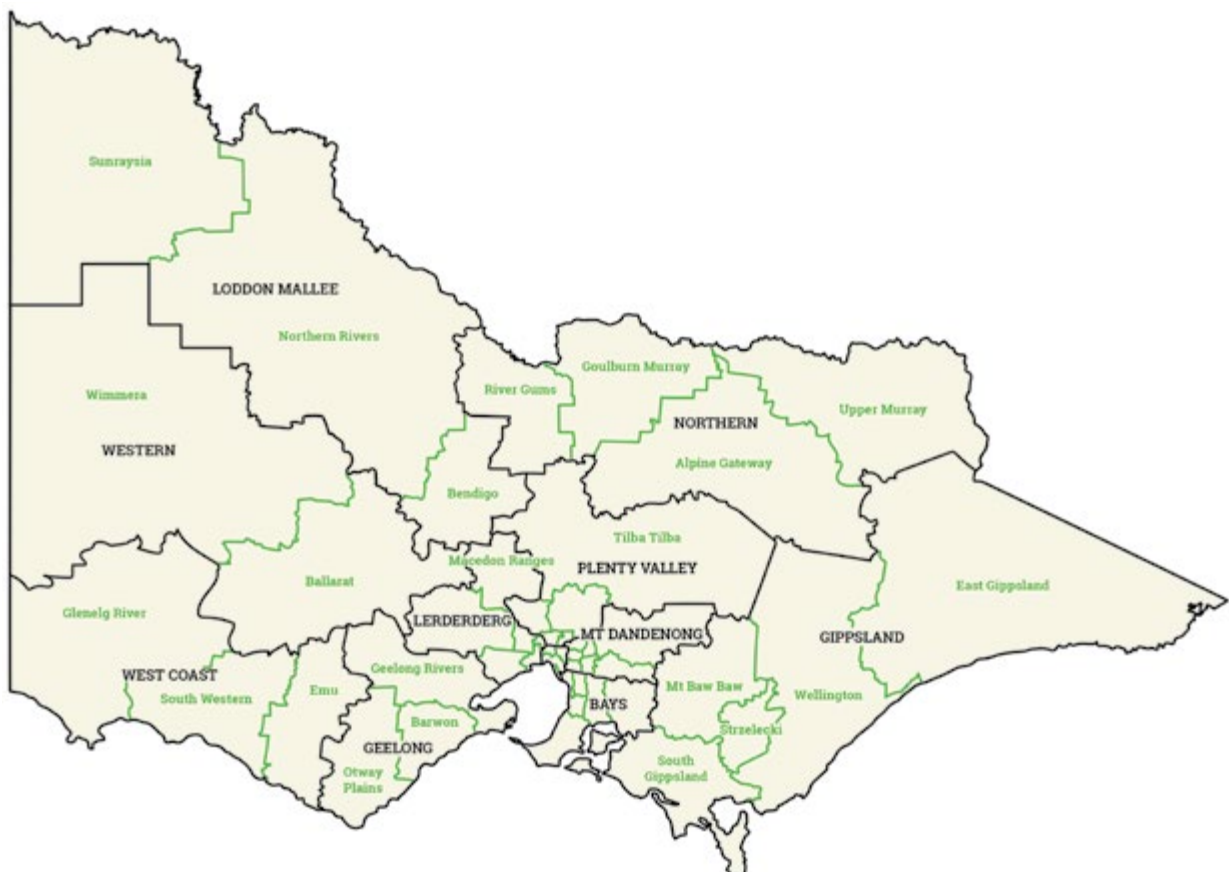 Sunraysia
LODDON MALLEE
Northern Rivers
Goulburn Murray
River Gums
Wimmera
Upper Murray
NORTHERN
WESTERN
Alpine Gateway
Bendigo
Tilba Tilba
Macedon Ranges
PLENTY VALLEY
Ballarat
East Gippsland
Glenelg River
LERDERDERG
MT DANDENONG
GIPPSLAND
Geelong Rivers
WEST COAST
South Western
Emu
Mt Baw Baw
Wellington
BAYS
Barwon
Strzelecki
GEELONG
Otway
Plains
South
Gippsland